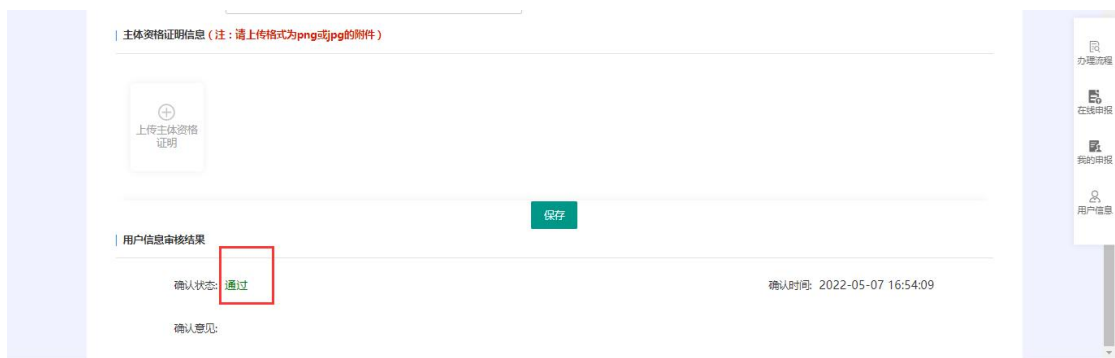 主体资格证明信息 ( 注：请上传格式为png或jpg的附件 )
上传主体资格
证明
保存
用户信息审核结果
确认状态: 通过
确认时间: 2022-05-07 16:54:09
确认意见:
办理流程
在线申报
我的申报
用户信息